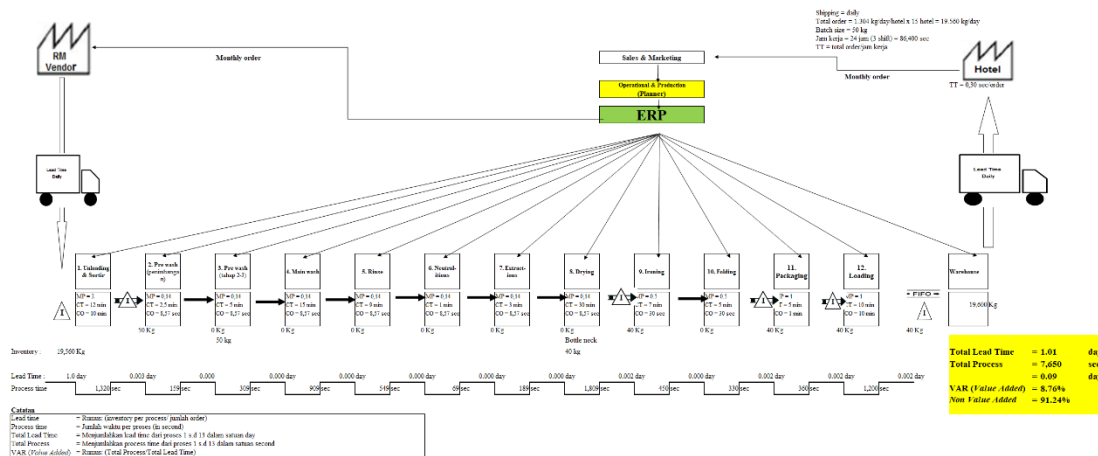 Shipping = daily
Total order = 1.304 kg/day/hotel x 15 hotel = 19.560 kg/day
Batch size = 50 kg
Jam kerja = 24 jam (3 shift) = 86,400 sec
TT = total order/jam kerja
RM
Vendor
Monthly order
Sales & Marketing
Operational & Production
(Planner)
ERP
Monthly order
Hotel
TT = 0,30 sec/order
Lead Time
Daily
Lead Time
Daily
1. Unloading
& Sortir
2. Pre wash
(penimbanga
n)
3. Pre wash
(tahap 2-3)
4. Main wash
5. Rinse
6. Neutral-
Rinse
7. Extract-
ions
8. Drying
9. Ironing
10. Folding
11.
Packaging
12.
Loading
Warehouse
MP = 3
CT = 12 min
CO = 10 min
MP = 0,14
CT = 2,5 min
CO = 8,57 sec
MP = 0,14
CT = 5 min
CO = 8,57 sec
MP = 0,14
CT = 15 min
CO = 8,57 sec
MP = 0,14
CT = 9 min
CO = 8,57 sec
MP = 0,14
CT = 1 min
CO = 8,57 sec
MP = 0,14
CT = 3 min
CO = 8,57 sec
MP = 0,14
CT = 30 min
CO = 8,57 sec
MP = 0.5
CT = 7 min
CO = 30 sec
MP = 0.5
CT = 5 min
CO = 30 sec
P = 1
T = 5 min
CO = 1 min
P = 1
T = 10 min
CO = 10 min
FIFO
19,600 Kg
I
I
I
I
I
I
50 Kg
0 Kg
50 kg
0 Kg
0 Kg
0 Kg
0 Kg
0 Kg
Bottle neck
40 kg
40 Kg
0 Kg
40 Kg
40 Kg
40 Kg
Inventory :
19,560 Kg
Lead Time :
1.0 day
0.003 day
0.000
0.000 day
0.000 day
0.000 day
0.000 day
0.000 day
0.002 day
0.000 day
0.002 day
0.002 day
0.002 day
Process time
1,320 sec
159 sec
309 sec
909 sec
549 sec
69 sec
189 sec
1,809 sec
450 sec
330 sec
360 sec
1,200 sec
Total Lead Time = 1.01 day
Total Process = 7,650 sec
= 0.09 day
VAR (Value Added) = 8.76%
Non Value Added = 91.24%
Catatan
Lead time = Rumus: (inventory per process/ jumlah order)
Process time = Jumlah waktu per proses (in second)
Total Lead Time = Menjumlahkan lead time dari proses 1 s.d 13 dalam satuan day
Total Process = Menjumlahkan process time dari proses 1 s.d 13 dalam satuan second
VAR (Value Added) = Rumus: (Total Process/Total Lead Time)